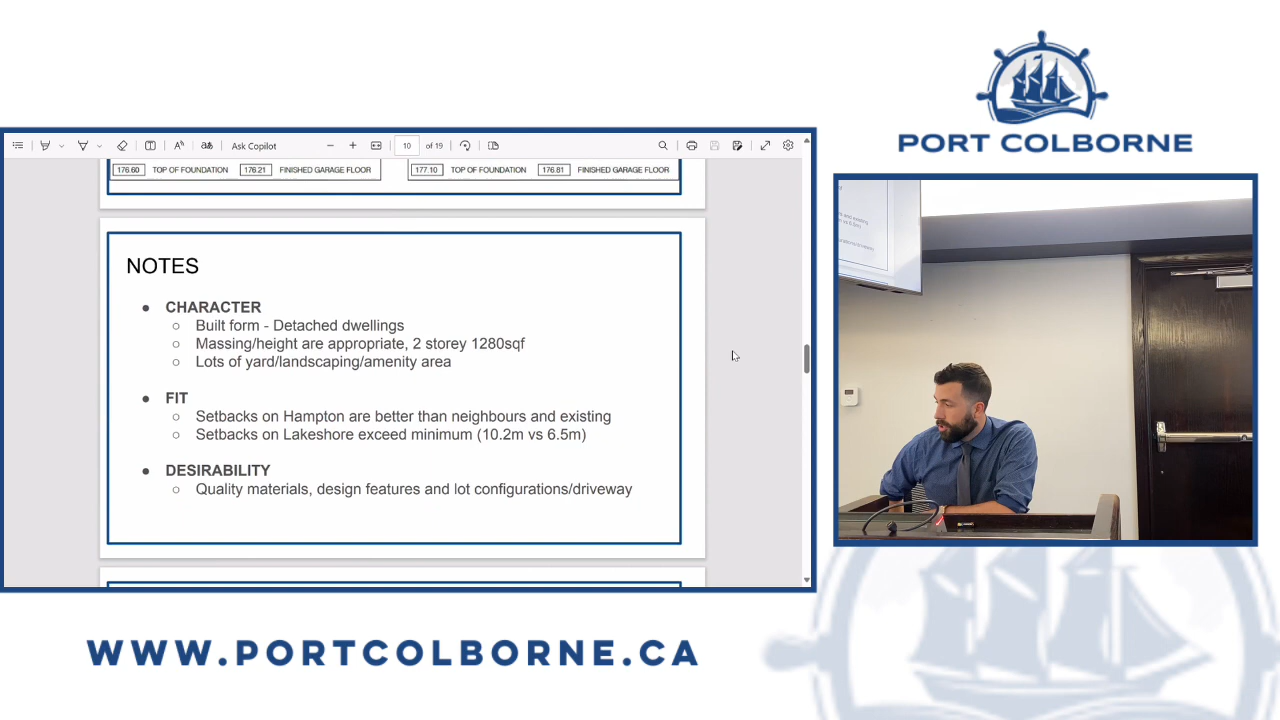 PORT COLBORNE
Ask Copilot
10 of 19
176.60 TOP OF FOUNDATION 176.21 FINISHED GARAGE FLOOR
177.10 TOP OF FOUNDATION 176.81 FINISHED GARAGE FLOOR
NOTES
● CHARACTER
○ Built form - Detached dwellings
○ Massing/height are appropriate, 2 storey 1280sqf
○ Lots of yard/landscaping/amenity area
● FIT
○ Setbacks on Hampton are better than neighbours and existing
○ Setbacks on Lakeshore exceed minimum (10.2m vs 6.5m)
● DESIRABILITY
○ Quality materials, design features and lot configurations/driveway
WWW.PORTCOLBORNE.CA